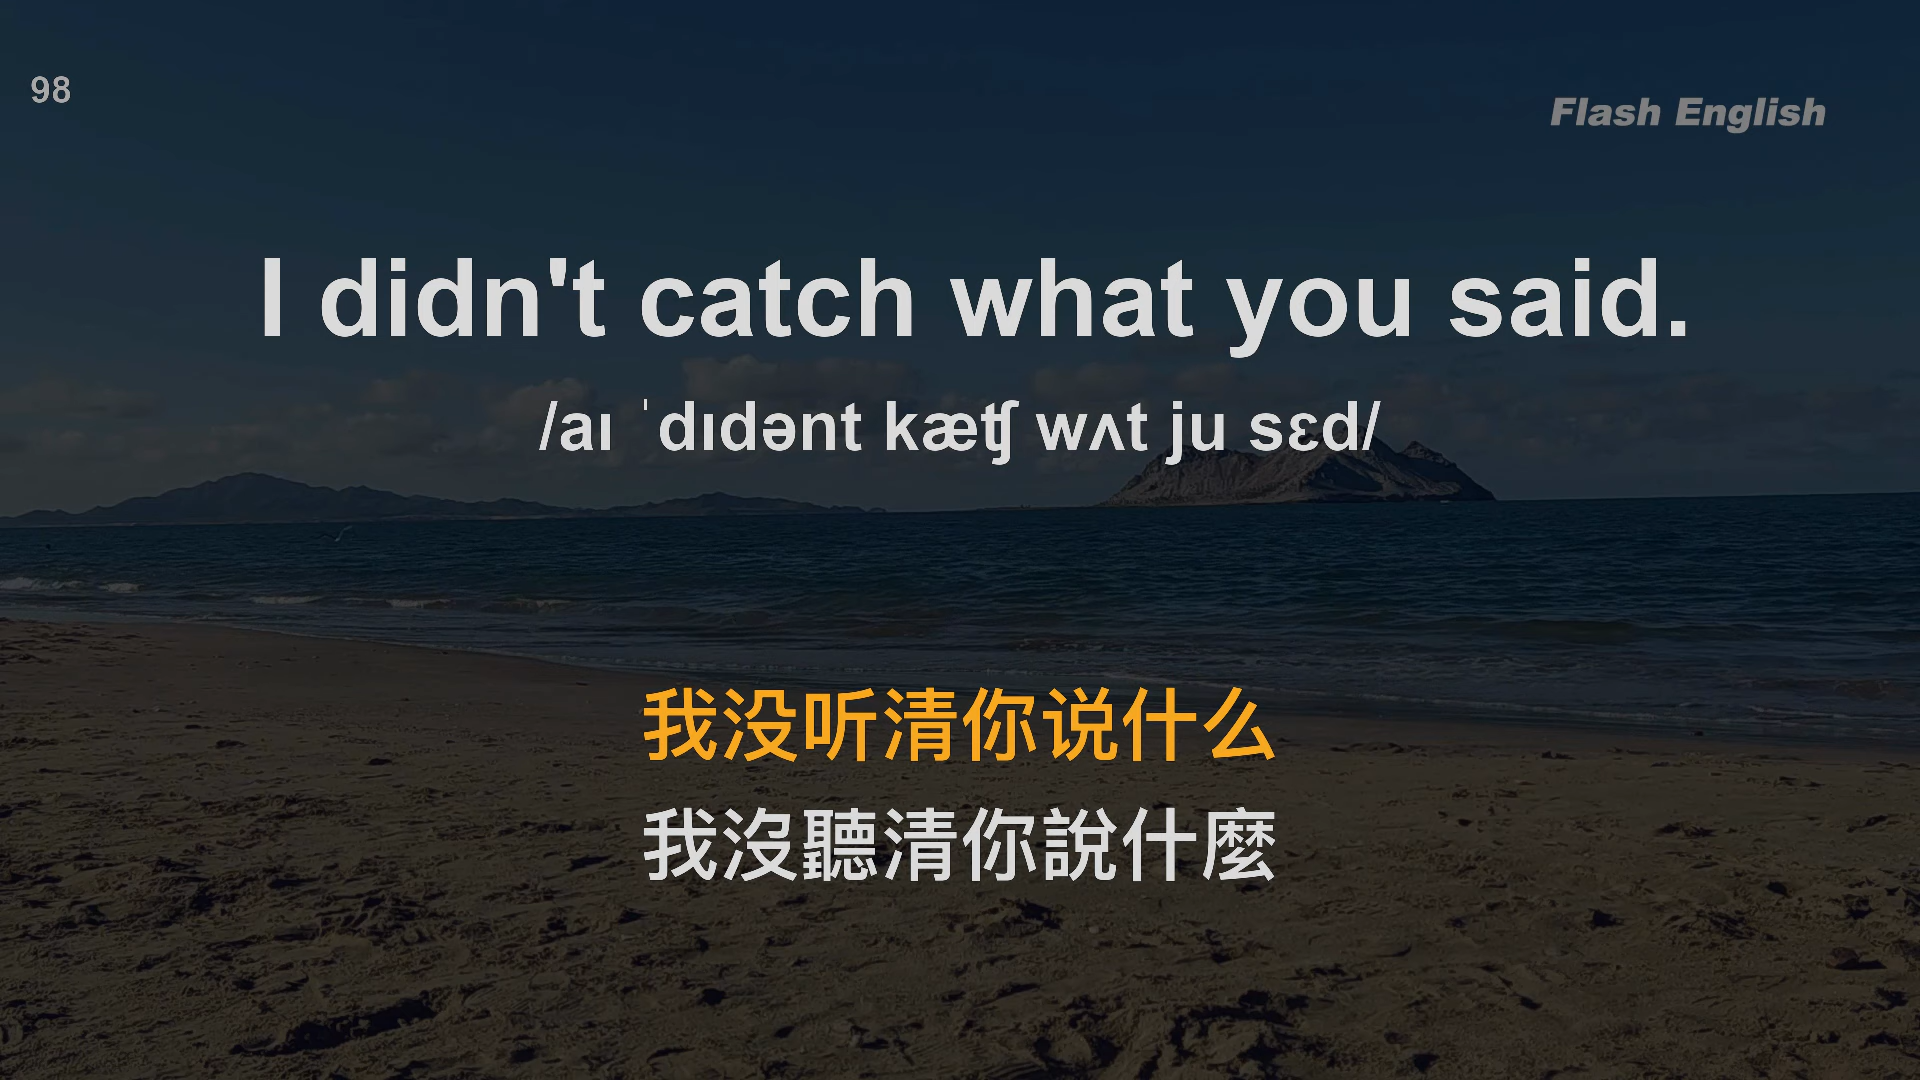 98
Flash English
I didn't catch what you said.
/aɪ ˈdɪdənt kæʧ wʌt ju sɛd/
我没听清你说什么
我沒聽清你說什麼